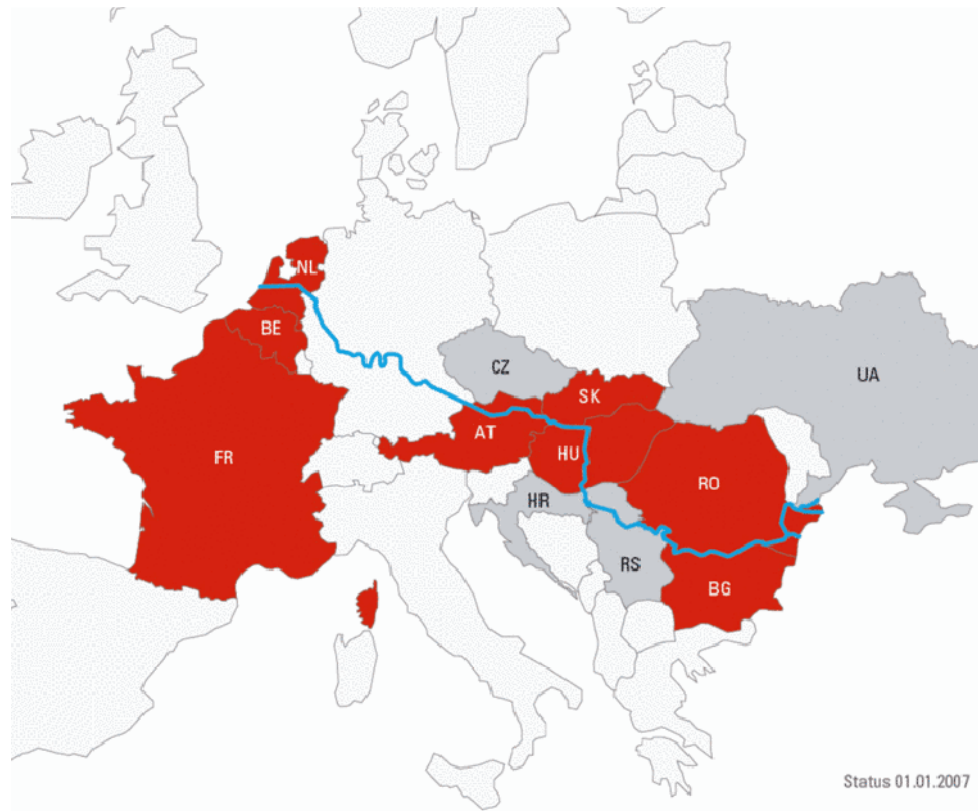 NL
BE
CZ
UA
SK
AT
FR
HU
RO
HR
RS
BG
Status 01.01.2007